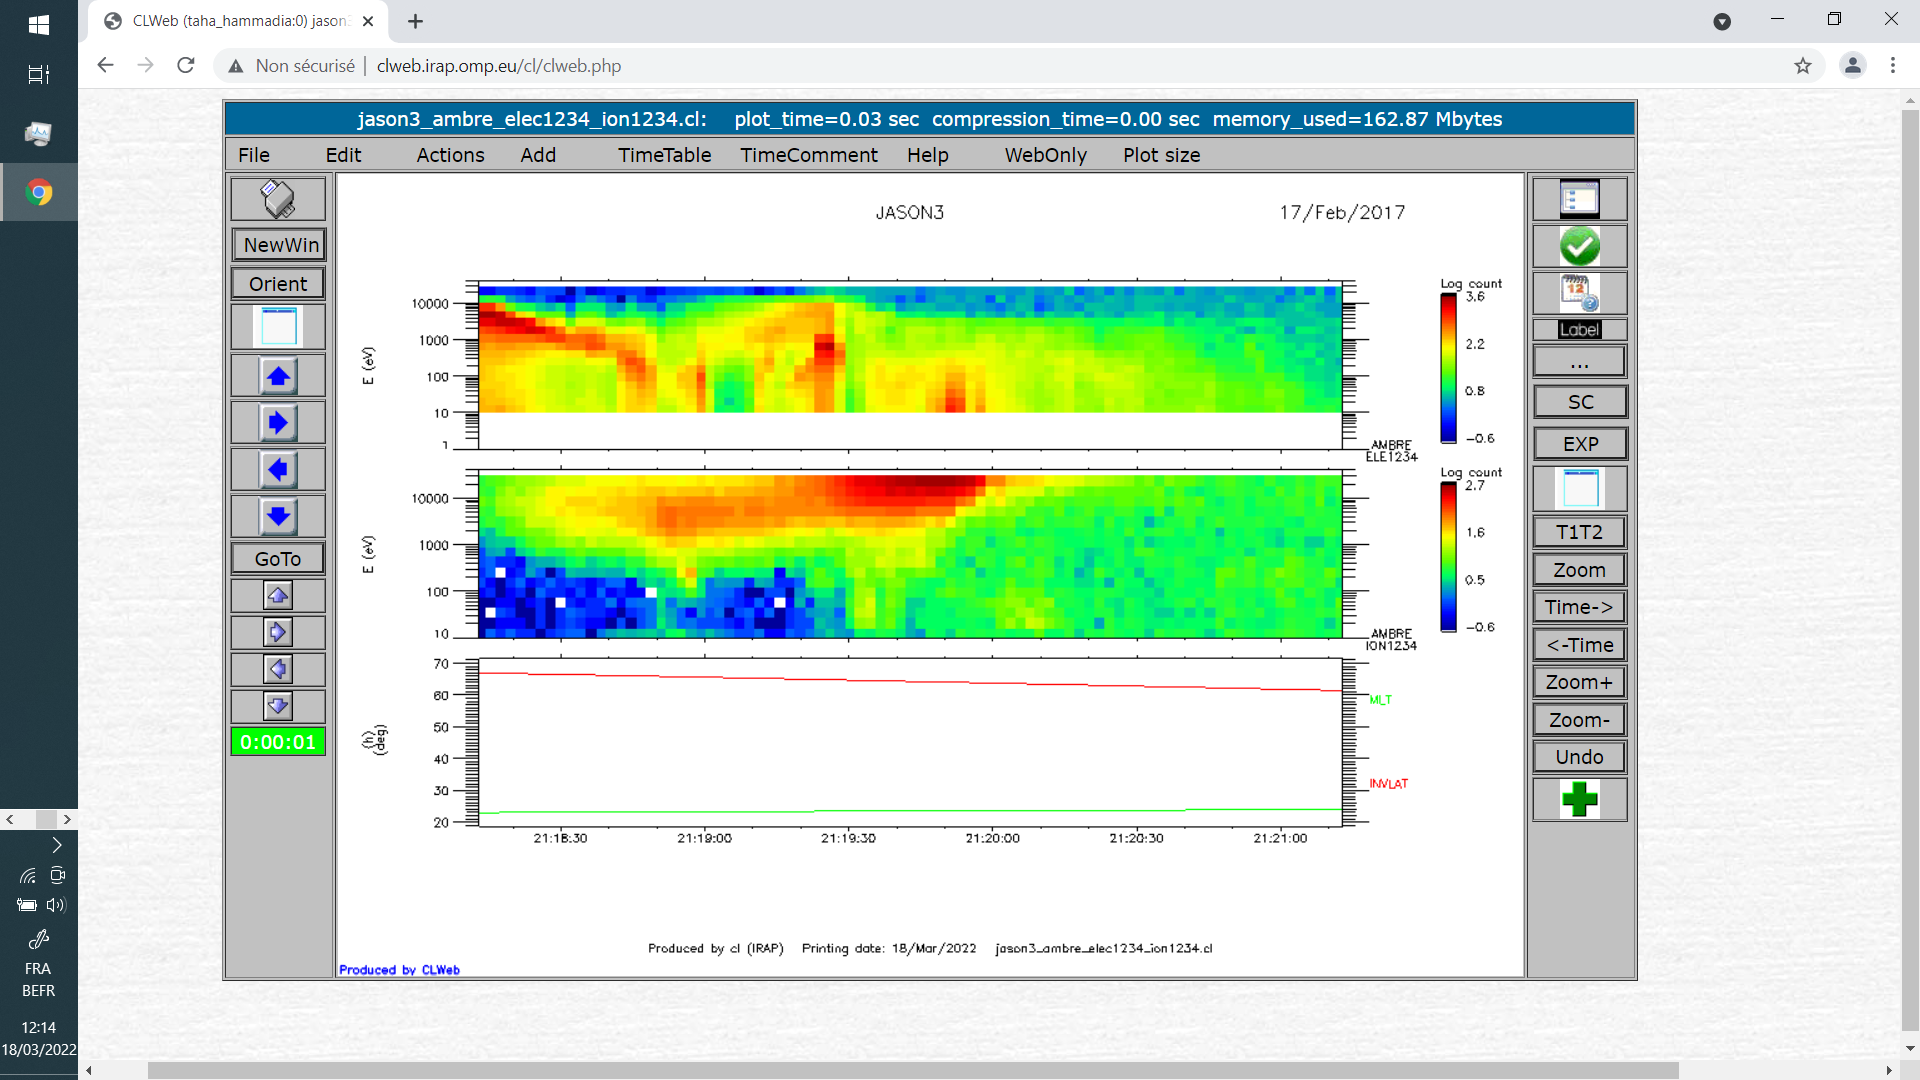 CLWeb (taha_hammadia:0) jason
Non sécurisé | clweb.irap.omp.eu/cl/clweb.php
jason3_ambre_elec1234_ion1234.cl: plot_time=0.03 sec compression_time=0.00 sec memory_used=162.87 Mbytes
File Edit Actions Add TimeTable TimeComment Help WebOnly Plot size
NewWin
Orient
GoTo
0:00:01
JASON3 17/Feb/2017
10000
1000
100
10
1
E (eV)
Log count
3.6
2.2
0.8
-0.6
AMBRE
ELE1234
10000
1000
100
10
E (eV)
Log count
2.7
1.6
0.5
-0.6
AMBRE
ION1234
70
60
50
40
30
20
(h)
(deg)
MLT
INVLAT
21:18:30 21:19:00 21:19:30 21:20:00 21:20:30 21:21:00
Produced by cl (IRAP) Printing date: 18/Mar/2022 jason3_ambre_elec1234_ion1234.cl
Produced by CLWeb
12
Label
...
SC
EXP
T1T2
Zoom
Time->
<-Time
Zoom+
Zoom-
Undo
FRA
BEFR
12:14
18/03/2022